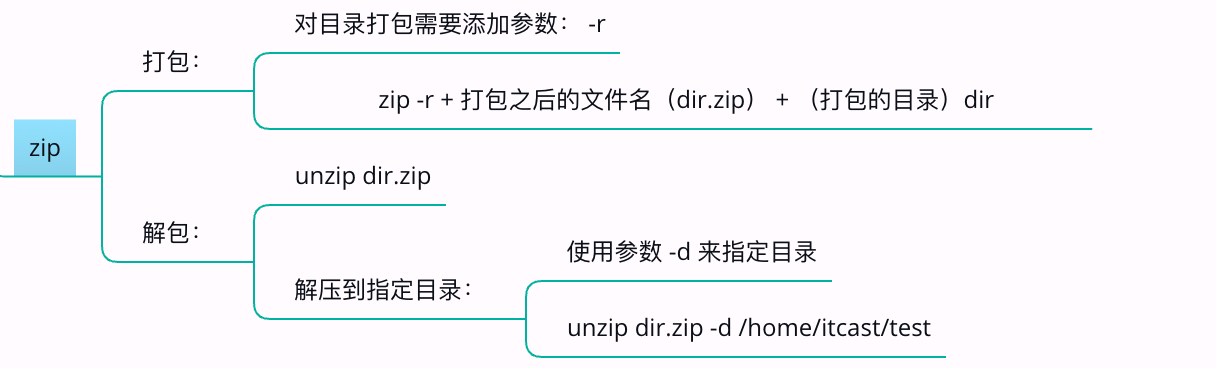 对目录打包需要添加参数： -r
打包：
zip -r + 打包之后的文件名（dir.zip） + （打包的目录）dir
zip
unzip dir.zip
解包：
使用参数 -d 来指定目录
解压到指定目录：
unzip dir.zip -d /home/itcast/test